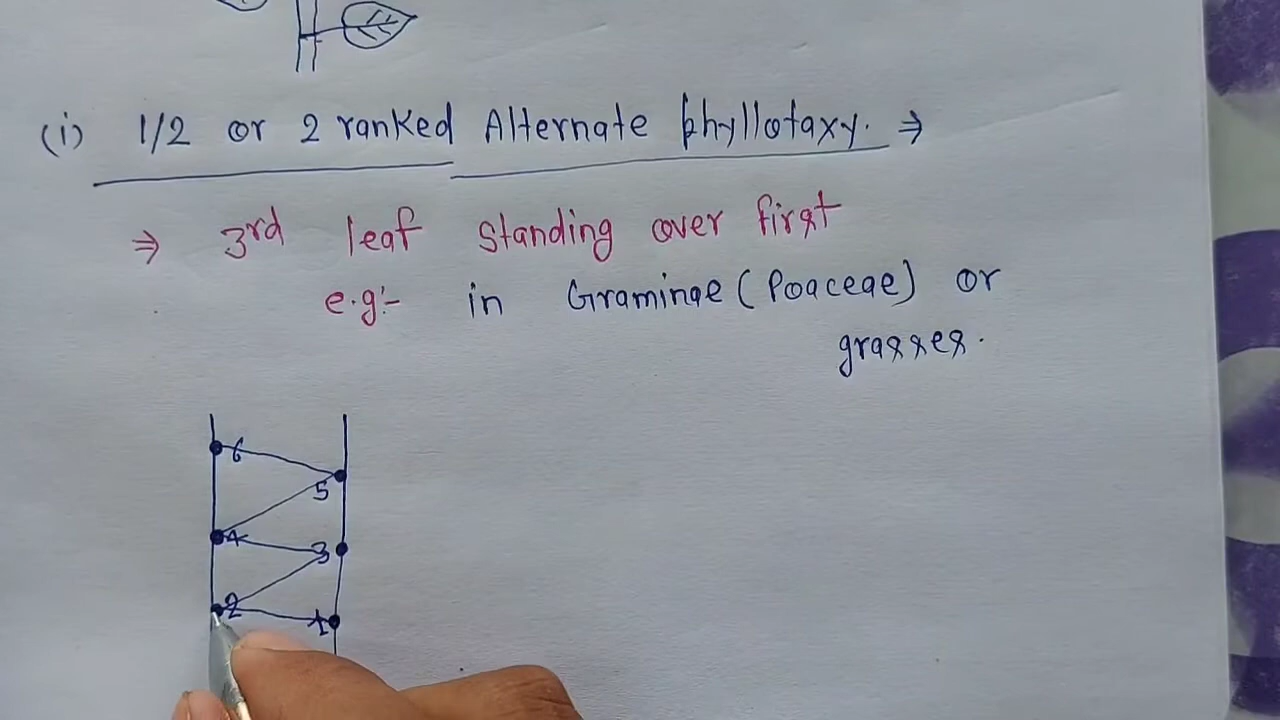 (i) 1/2 or 2 ranked Alternate phyllotaxy. ⇒
⇒ 3rd leaf standing over first
e.g:- in Graminae (Poaceae) or
grasses.
6
5
4
3
2
1